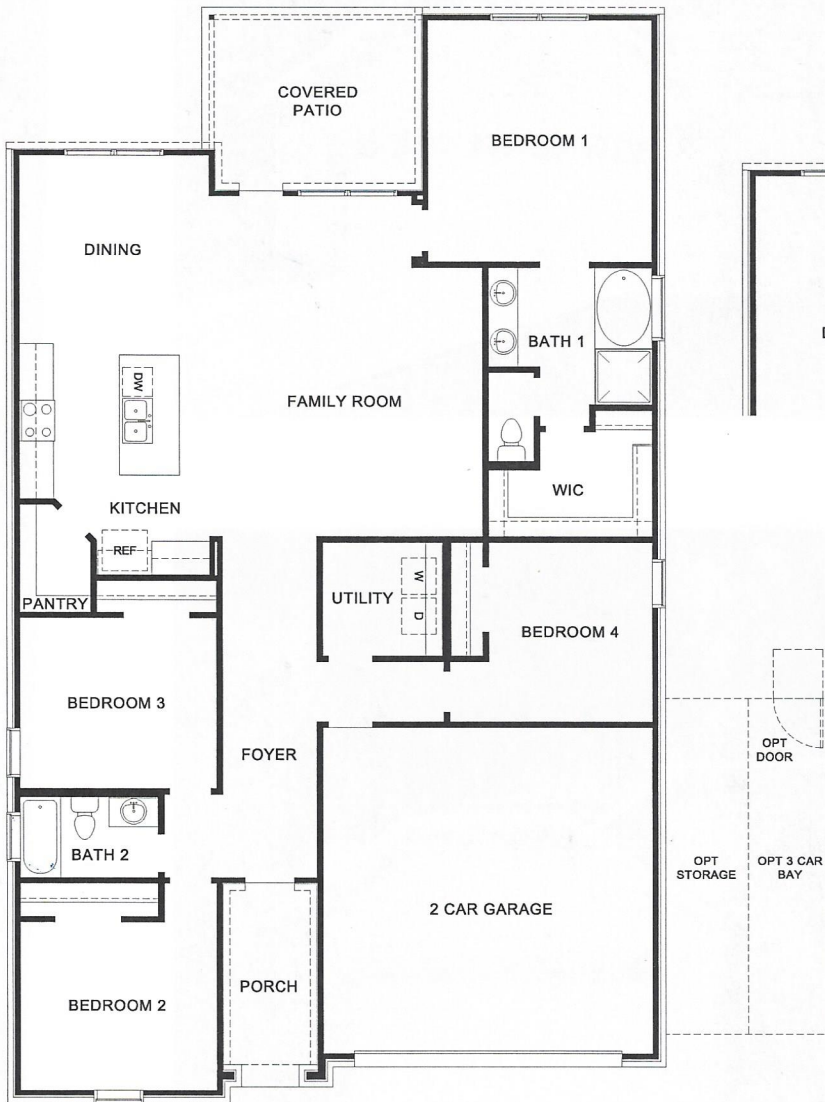 COVERED
PATIO
BEDROOM 1
DINING
BATH 1
DW
FAMILY ROOM
WIC
KITCHEN
REF
PANTRY
UTILITY
W
D
BEDROOM 4
BEDROOM 3
FOYER
OPT
DOOR
BATH 2
OPT
STORAGE
OPT 3 CAR
BAY
2 CAR GARAGE
PORCH
BEDROOM 2